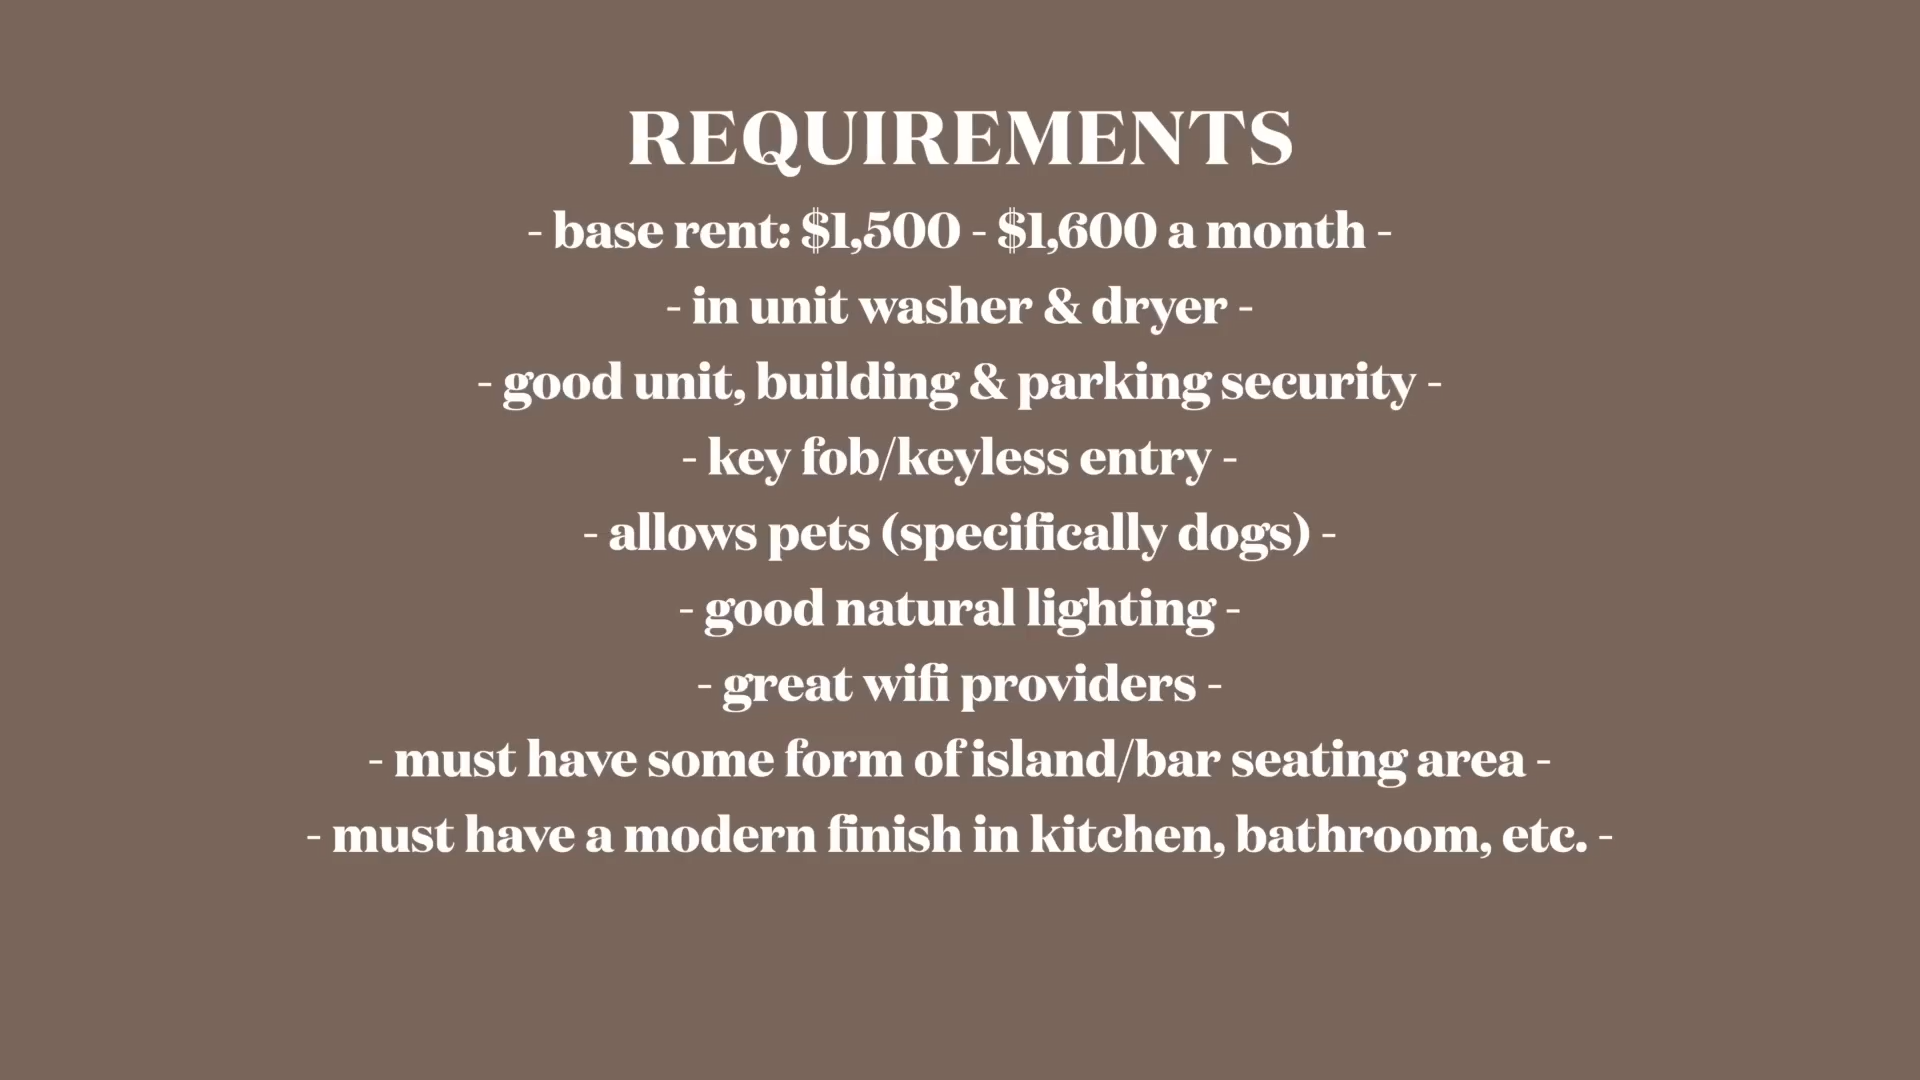 REQUIREMENTS
- base rent: $1,500 - $1,600 a month -
- in unit washer & dryer -
- good unit, building & parking security -
- key fob/keyless entry -
- allows pets (specifically dogs) -
- good natural lighting -
- great wifi providers -
- must have some form of island/bar seating area -
- must have a modern finish in kitchen, bathroom, etc. -